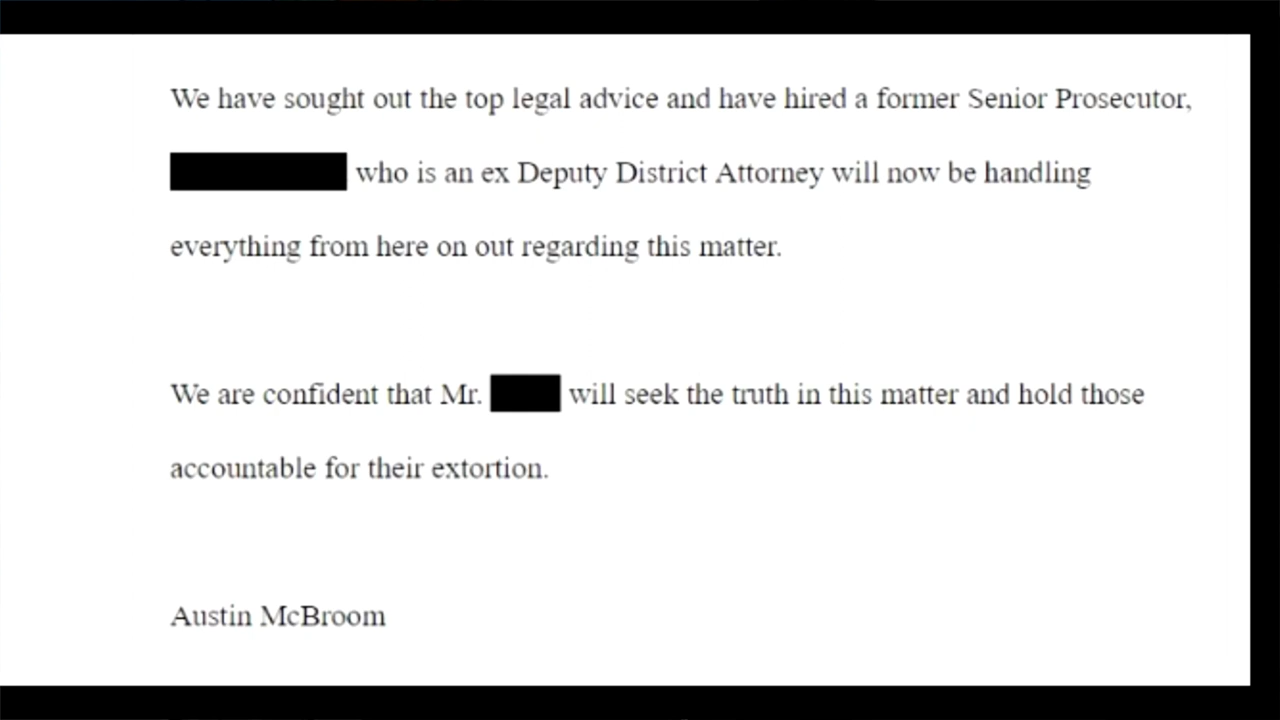 We have sought out the top legal advice and have hired a former Senior Prosecutor,
who is an ex Deputy District Attorney will now be handling
everything from here on out regarding this matter.
We are confident that Mr. will seek the truth in this matter and hold those
accountable for their extortion.
Austin McBroom